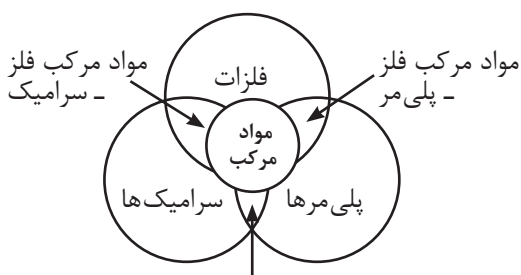 مواد مرکب فلز
ـ پلی‌مر
مواد مرکب فلز
ـ سرامیک
فلزات
مواد
مرکب
پلی‌مرها
سرامیک‌ها